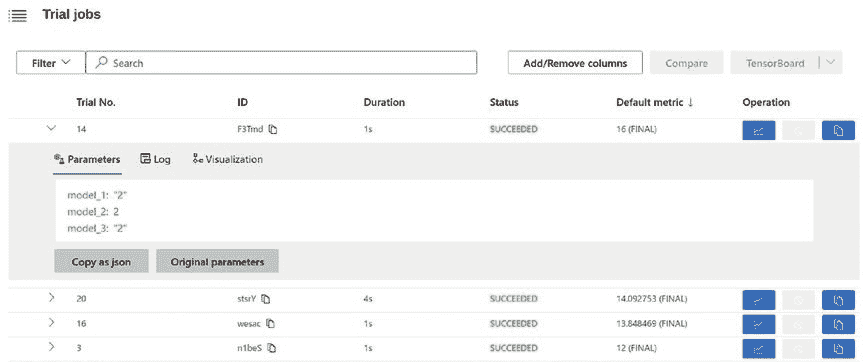 Trial jobs
Filter Search Add/Remove columns Compare TensorBoard
Trial No. ID Duration Status Default metric ↓ Operation
14 F3Tmd 1s SUCCEEDED 16 (FINAL)
Parameters Log Visualization
model_1: "2"
model_2: 2
model_3: "2"
Copy as json Original parameters
20 stsrY 4s SUCCEEDED 14.092753 (FINAL)
16 wesac 1s SUCCEEDED 13.848469 (FINAL)
3 n1beS 1s SUCCEEDED 12 (FINAL)